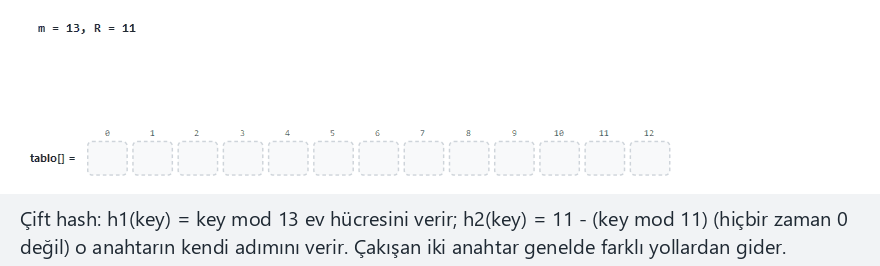 m = 13, R = 11
0 1 2 3 4 5 6 7 8 9 10 11 12
tablo[] =
Çift hash: h1(key) = key mod 13 ev hücresini verir; h2(key) = 11 - (key mod 11) (hiçbir zaman 0
değil) o anahtarın kendi adımını verir. Çakışan iki anahtar genelde farklı yollardan gider.